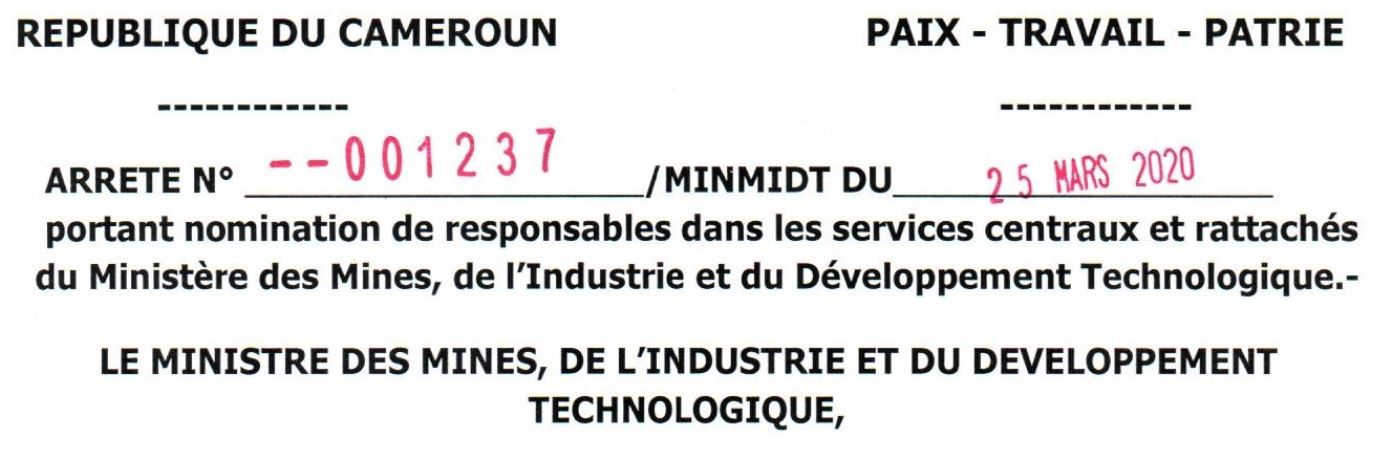 REPUBLIQUE DU CAMEROUN PAIX - TRAVAIL - PATRIE
------------ ------------
ARRETE N° --001237 /MINMIDT DU 25 MARS 2020
portant nomination de responsables dans les services centraux et rattachés
du Ministère des Mines, de l’Industrie et du Développement Technologique.-
LE MINISTRE DES MINES, DE L’INDUSTRIE ET DU DEVELOPPEMENT
TECHNOLOGIQUE,